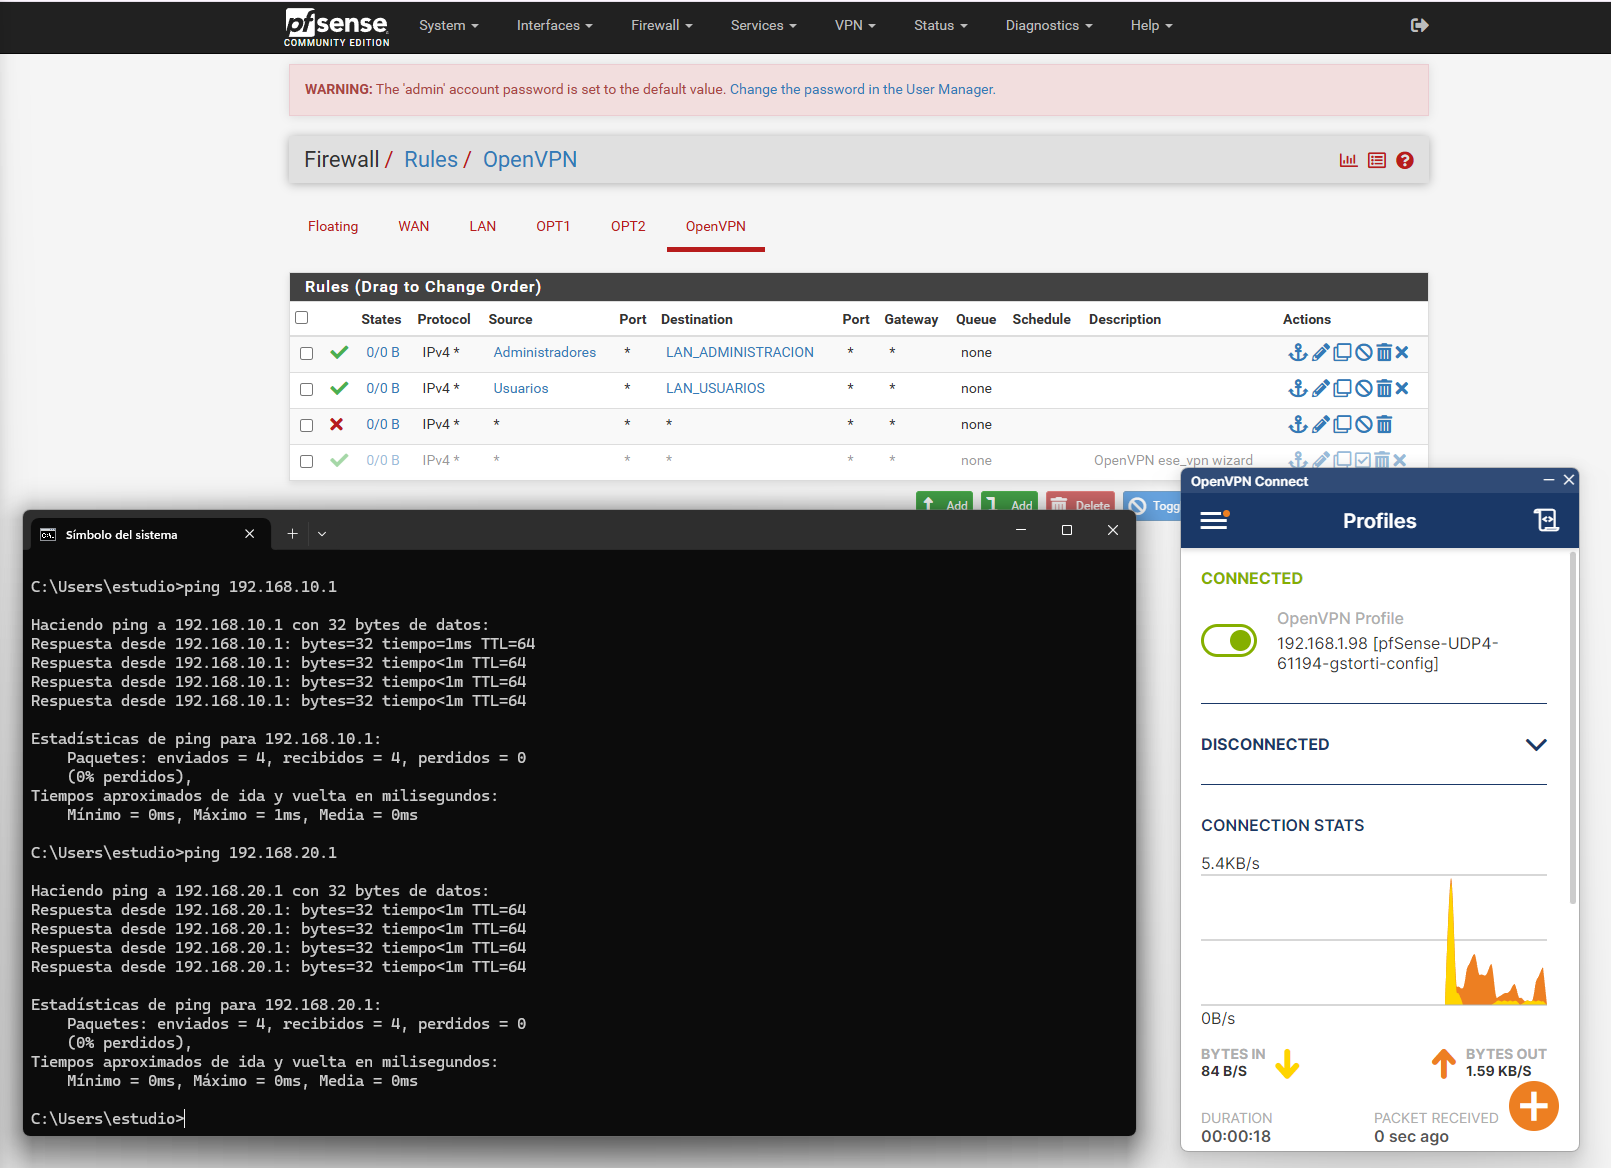 pfsense System Interfaces Firewall Services VPN Status Diagnostics Help
COMMUNITY EDITION
WARNING: The 'admin' account password is set to the default value. Change the password in the User Manager.
Firewall / Rules / OpenVPN
Floating WAN LAN OPT1 OPT2 OpenVPN
Rules (Drag to Change Order)
States Protocol Source Port Destination Port Gateway Queue Schedule Description Actions
0/0 B IPv4 * Administradores * LAN_ADMINISTRACION * * none
0/0 B IPv4 * Usuarios * LAN_USUARIOS * * none
0/0 B IPv4 * * * * * * none
0/0 B IPv4 * * * * * * none OpenVPN ese_vpn wizard
Add Add Delete Togg
Símbolo del sistema
C:\Users\estudio>ping 192.168.10.1
Haciendo ping a 192.168.10.1 con 32 bytes de datos:
Respuesta desde 192.168.10.1: bytes=32 tiempo=1ms TTL=64
Respuesta desde 192.168.10.1: bytes=32 tiempo<1m TTL=64
Respuesta desde 192.168.10.1: bytes=32 tiempo<1m TTL=64
Respuesta desde 192.168.10.1: bytes=32 tiempo<1m TTL=64
Estadísticas de ping para 192.168.10.1:
Paquetes: enviados = 4, recibidos = 4, perdidos = 0
(0% perdidos),
Tiempos aproximados de ida y vuelta en milisegundos:
Mínimo = 0ms, Máximo = 1ms, Media = 0ms
C:\Users\estudio>ping 192.168.20.1
Haciendo ping a 192.168.20.1 con 32 bytes de datos:
Respuesta desde 192.168.20.1: bytes=32 tiempo<1m TTL=64
Respuesta desde 192.168.20.1: bytes=32 tiempo<1m TTL=64
Respuesta desde 192.168.20.1: bytes=32 tiempo<1m TTL=64
Respuesta desde 192.168.20.1: bytes=32 tiempo<1m TTL=64
Estadísticas de ping para 192.168.20.1:
Paquetes: enviados = 4, recibidos = 4, perdidos = 0
(0% perdidos),
Tiempos aproximados de ida y vuelta en milisegundos:
Mínimo = 0ms, Máximo = 0ms, Media = 0ms
C:\Users\estudio>
OpenVPN Connect
Profiles
CONNECTED
OpenVPN Profile
192.168.1.98 [pfSense-UDP4-
61194-gstorti-config]
DISCONNECTED
CONNECTION STATS
5.4KB/s
0B/s
BYTES IN BYTES OUT
84 B/S 1.59 KB/S
DURATION PACKET RECEIVED
00:00:18 0 sec ago